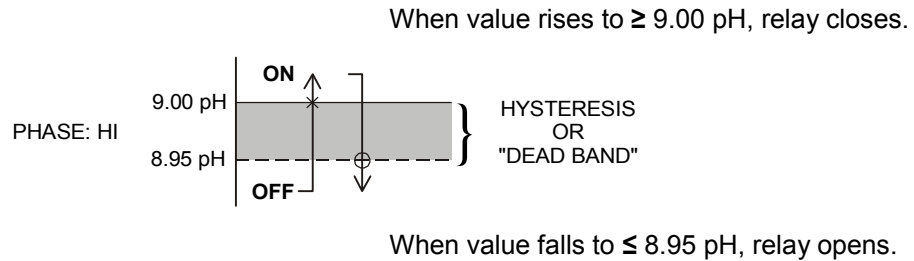 When value rises to ≥ 9.00 pH, relay closes.
ON
9.00 pH
PHASE: HI
8.95 pH
OFF
HYSTERESIS
OR
"DEAD BAND"
When value falls to ≤ 8.95 pH, relay opens.